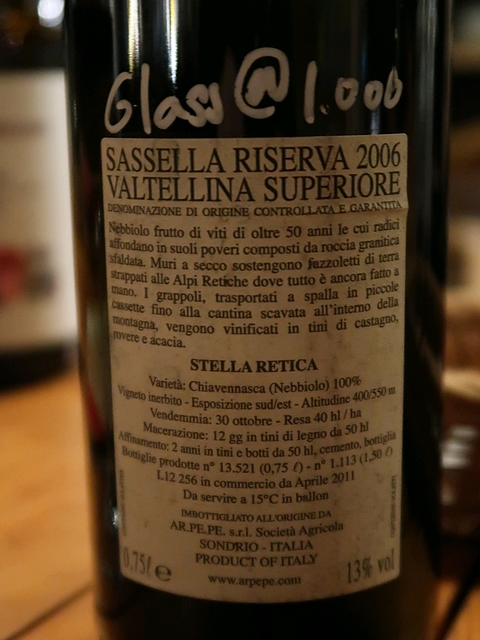 Glass @ 1.000
SASSELLA RISERVA 2006
VALTELLINA SUPERIORE
DENOMINAZIONE DI ORIGINE CONTROLLATA E GARANTITA
Nebbiolo frutto di viti di oltre 50 anni le cui radici
affondano in suoli poveri composti da roccia granitica
sfaldata. Muri a secco sostengono fazzoletti di terra
strappati alle Alpi Retiche dove tutto è ancora fatto a
mano. I grappoli, trasportati a spalla in piccole
cassette fino alla cantina scavata all'interno della
montagna, vengono vinificati in tini di castagno,
rovere e acacia.
STELLA RETICA
Varietà: Chiavennasca (Nebbiolo) 100%
Vigneto inerbito - Esposizione sud/est - Altitudine 400/550 m
Vendemmia: 30 ottobre - Resa 40 hl / ha
Macerazione: 12 gg in tini di legno da 50 hl
Affinamento: 2 anni in tini e botti da 50 hl, cemento, bottiglia
Bottiglie prodotte n° 13.521 (0,75 ℓ) - n° 1.113 (1,50 ℓ)
L12 256 in commercio da Aprile 2011
Da servire a 15°C in ballon
IMBOTTIGLIATO ALL'ORIGINE DA
AR.PE.PE. s.r.l. Società Agricola
SONDRIO - ITALIA
PRODUCT OF ITALY
0,75ℓ e
www.arpepe.com
13% vol